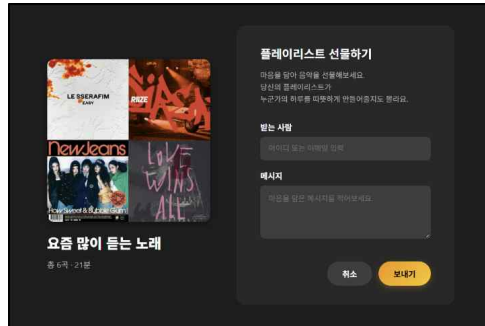 LE SSERAFIM
EASY
RIIZE
NewJeans
How Sweet & Bubble Gum
LOVE
WINS
ALL
요즘 많이 듣는 노래
총 6곡 · 21분
플레이리스트 선물하기
마음을 담아 음악을 선물해보세요.
당신의 플레이리스트가
누군가의 하루를 따뜻하게 만들어줄지도 몰라요.
받는 사람
아이디 또는 이메일 입력
메시지
마음을 담은 메시지를 적어보세요.
취소
보내기